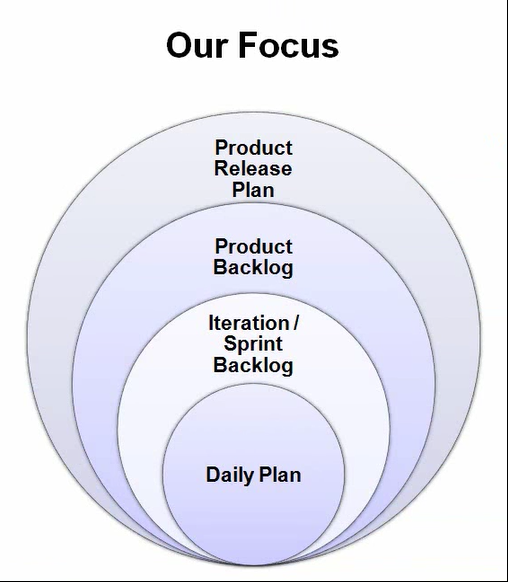 Our Focus
Product
Release
Plan
Product
Backlog
Iteration /
Sprint
Backlog
Daily Plan